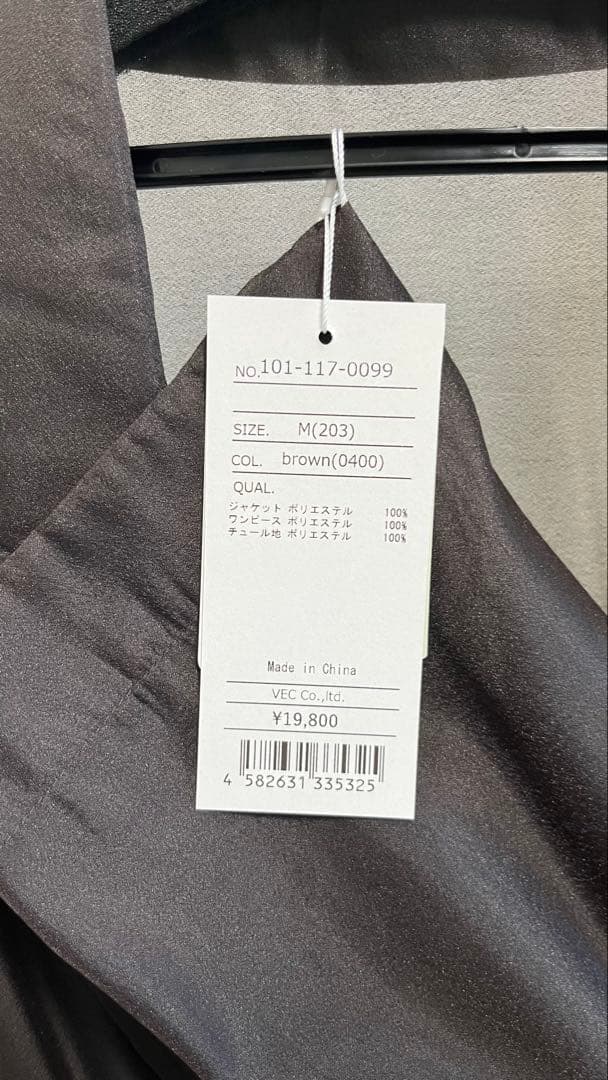 NO.101-117-0099
SIZE. M(203)
COL. brown(0400)
QUAL.
ジャケット ポリエステル 100%
ワンピース ポリエステル 100%
チュール地 ポリエステル 100%
Made in China
VEC Co.,ltd.
¥19,800
4 582631 335325